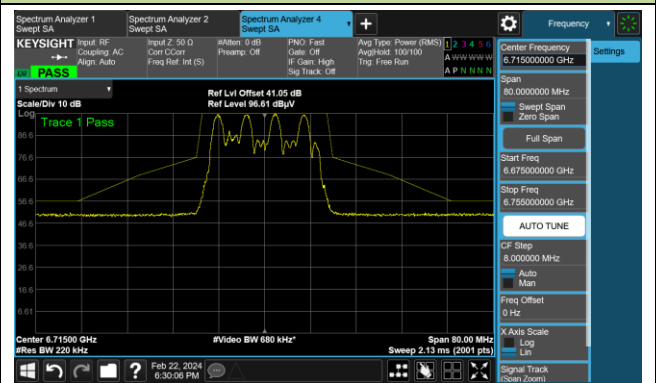 Spectrum Analyzer 1
Swept SA
Spectrum Analyzer 2
Swept SA
Spectrum Analyzer 4
Swept SA
Frequency
KEYSIGHT
Input: RF
Coupling: AC
Align: Auto
Input Z: 50 Ω
Corr CCorr
Freq Ref: Int (S)
#Atten: 0 dB
Preamp: Off
PNO: Fast
Gate: Off
IF Gain: High
Sig Track: Off
Avg Type: Power (RMS)
Avg|Hold: 100/100
Trig: Free Run
1 2 3 4 5 6
A W W W W W
A P N N N N
PASS
1 Spectrum
Scale/Div 10 dB
Ref Lvl Offset 41.05 dB
Ref Level 96.61 dBµV
Log
Trace 1 Pass
86.6
76.6
66.6
56.6
46.6
36.6
26.6
16.6
6.61
Center 6.71500 GHz
#Video BW 680 kHz*
Span 80.00 MHz
#Res BW 220 kHz
Sweep 2.13 ms (2001 pts)
Center Frequency
6.715000000 GHz
Settings
Span
80.0000000 MHz
Swept Span
Zero Span
Full Span
Start Freq
6.675000000 GHz
Stop Freq
6.755000000 GHz
AUTO TUNE
CF Step
8.000000 MHz
Auto
Man
Freq Offset
0 Hz
X Axis Scale
Log
Lin
Signal Track
(Span Zoom)
Feb 22, 2024
6:30:06 PM